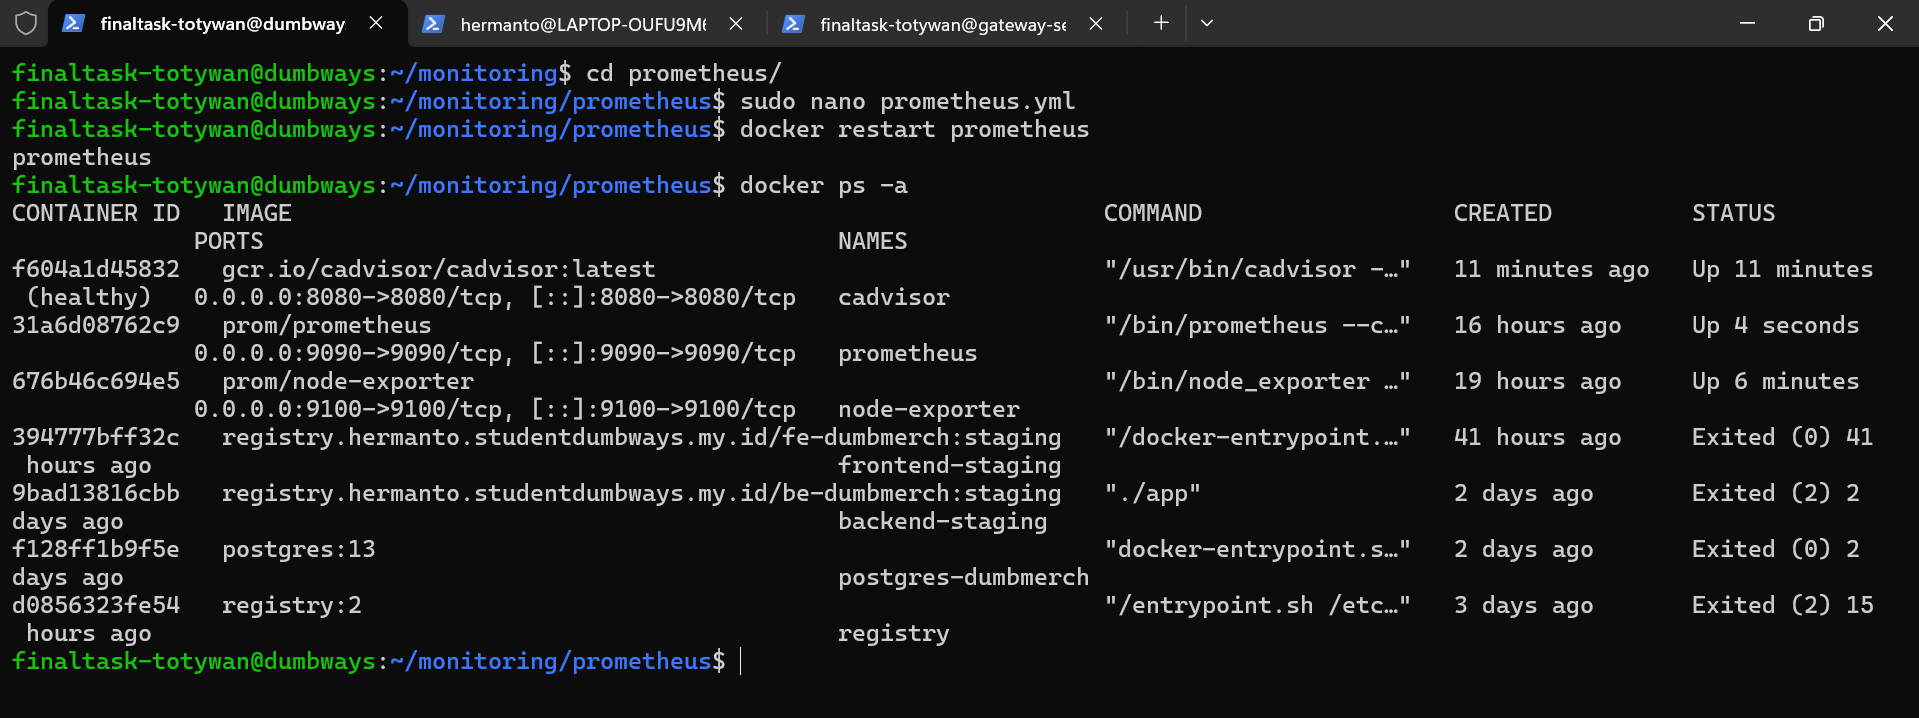 finaltask-totywan@dumbway
hermanto@LAPTOP-OUFU9M6
finaltask-totywan@gateway-se
finaltask-totywan@dumbways:~/monitoring$ cd prometheus/
finaltask-totywan@dumbways:~/monitoring/prometheus$ sudo nano prometheus.yml
finaltask-totywan@dumbways:~/monitoring/prometheus$ docker restart prometheus
prometheus
finaltask-totywan@dumbways:~/monitoring/prometheus$ docker ps -a
CONTAINER ID   IMAGE                                                          COMMAND                  CREATED          STATUS
             PORTS                                         NAMES
f604a1d45832   gcr.io/cadvisor/cadvisor:latest                                "/usr/bin/cadvisor -…"   11 minutes ago   Up 11 minutes
 (healthy)   0.0.0.0:8080->8080/tcp, [::]:8080->8080/tcp   cadvisor
31a6d08762c9   prom/prometheus                                                "/bin/prometheus --c…"   16 hours ago     Up 4 seconds
             0.0.0.0:9090->9090/tcp, [::]:9090->9090/tcp   prometheus
676b46c694e5   prom/node-exporter                                             "/bin/node_exporter …"   19 hours ago     Up 6 minutes
             0.0.0.0:9100->9100/tcp, [::]:9100->9100/tcp   node-exporter
394777bff32c   registry.hermanto.studentdumbways.my.id/fe-dumbmerch:staging   "/docker-entrypoint.…"   41 hours ago     Exited (0) 41
 hours ago                                                 frontend-staging
9bad13816cbb   registry.hermanto.studentdumbways.my.id/be-dumbmerch:staging   "./app"                  2 days ago       Exited (2) 2
days ago                                                   backend-staging
f128ff1b9f5e   postgres:13                                                    "docker-entrypoint.s…"   2 days ago       Exited (0) 2
days ago                                                   postgres-dumbmerch
d0856323fe54   registry:2                                                     "/entrypoint.sh /etc…"   3 days ago       Exited (2) 15
 hours ago                                                 registry
finaltask-totywan@dumbways:~/monitoring/prometheus$